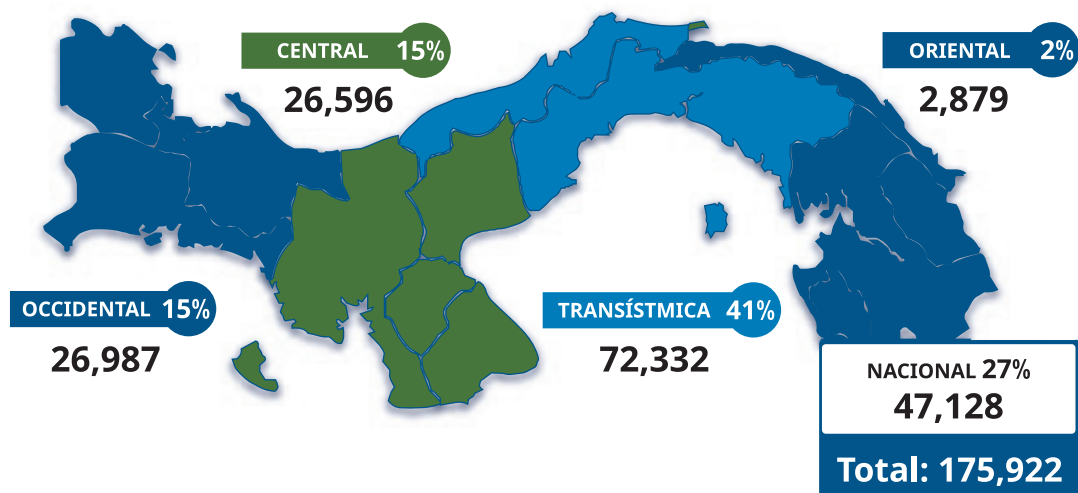 CENTRAL 15%
26,596
ORIENTAL 2%
2,879
OCCIDENTAL 15%
26,987
TRANSÍSTMICA 41%
72,332
NACIONAL 27%
47,128
Total: 175,922